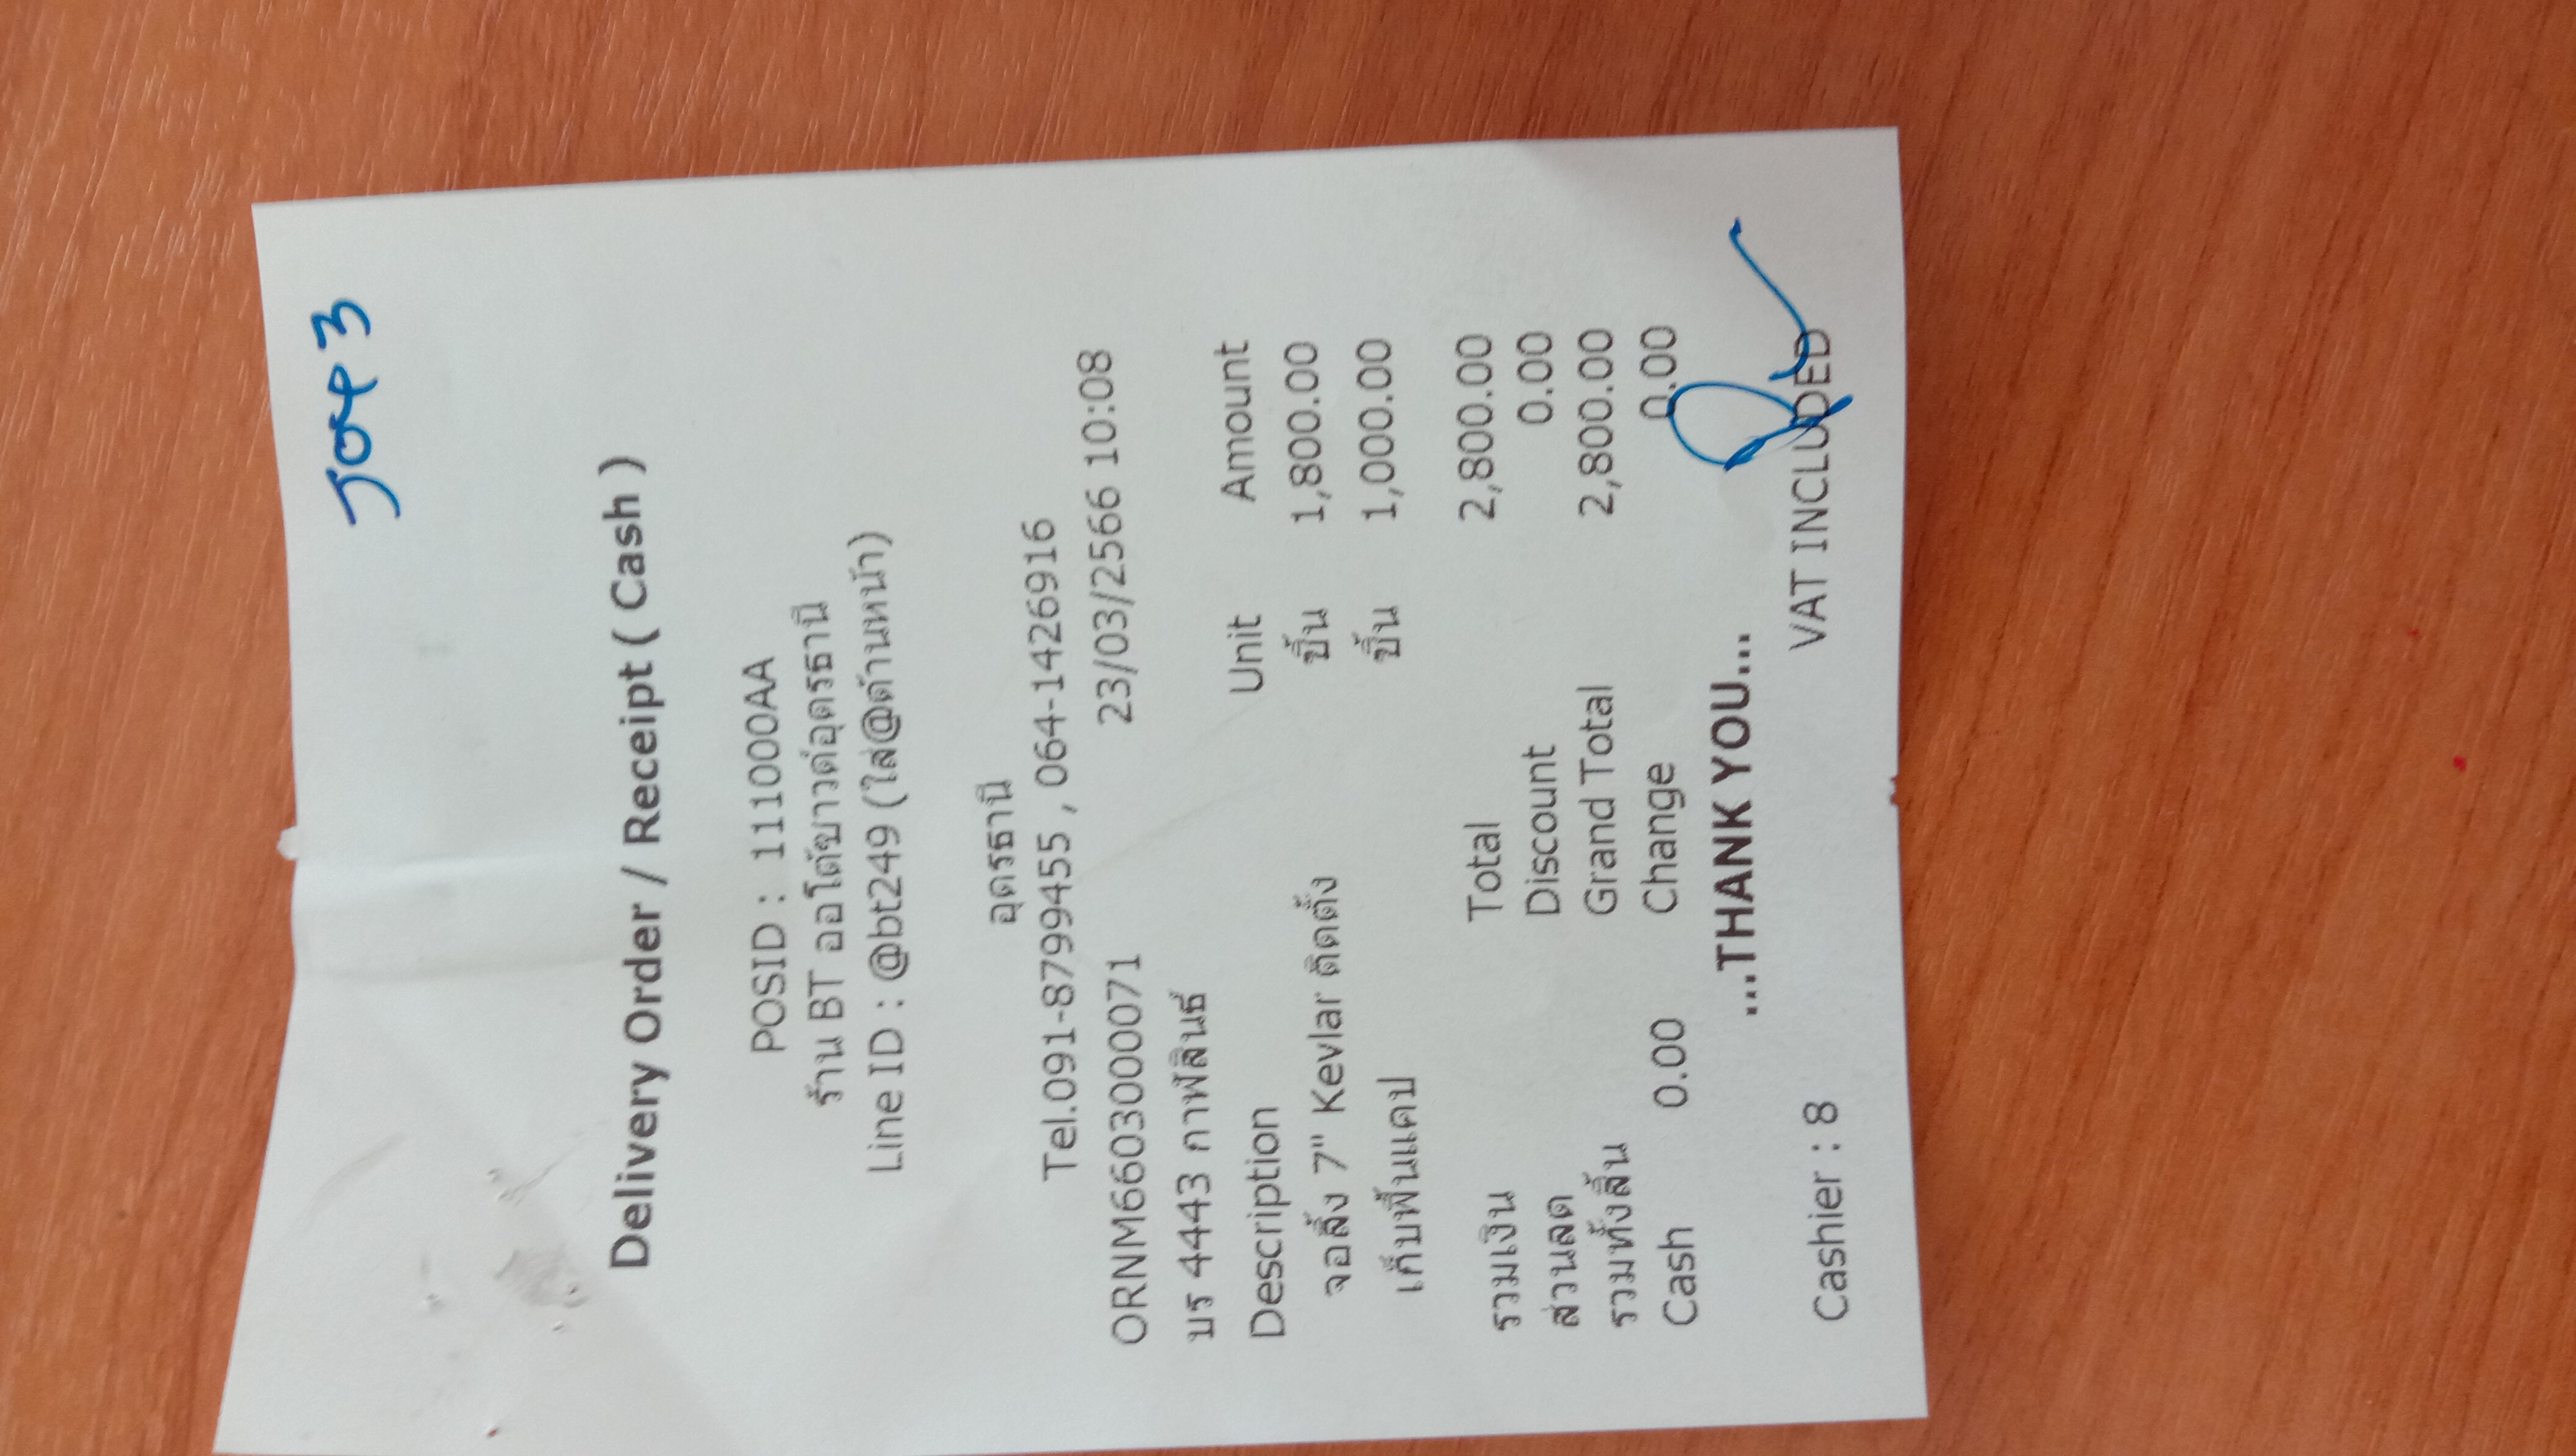 Delivery Order / Receipt ( Cash )
POSID : 111000AA
ร้าน BT ออโต้ซาวด์อุดรธานี
Line ID : @bt249 (ใส่@ด้านหน้า)
อุดรธานี
Tel.091-8799455 , 064-1426916
ORNM6603000071 23/03/2566 10:08
บร 4443 กาฬสินธุ์
Description Unit Amount
จอลิ้ง 7" Kevlar ติดตั้ง ชิ้น 1,800.00
เก็บพื้นแคป ชิ้น 1,000.00
รวมเงิน Total 2,800.00
ส่วนลด Discount 0.00
รวมทั้งสิ้น Grand Total 2,800.00
Cash 0.00 Change 0.00
...THANK YOU...
Cashier : 8 VAT INCLUDED